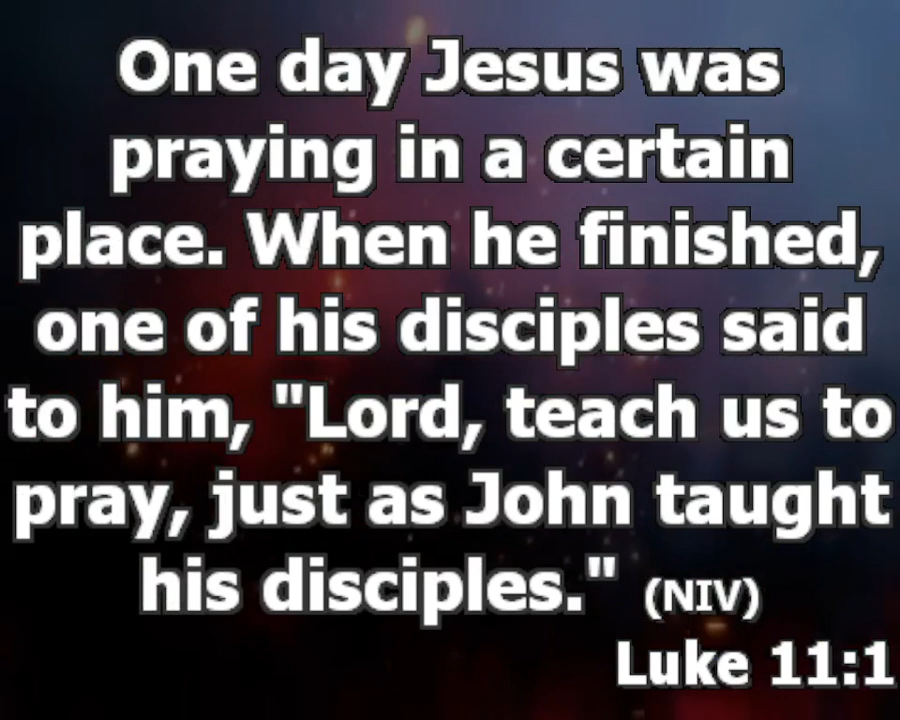 One day Jesus was
praying in a certain
place. When he finished,
one of his disciples said
to him, "Lord, teach us to
pray, just as John taught
his disciples." (NIV)
Luke 11:1